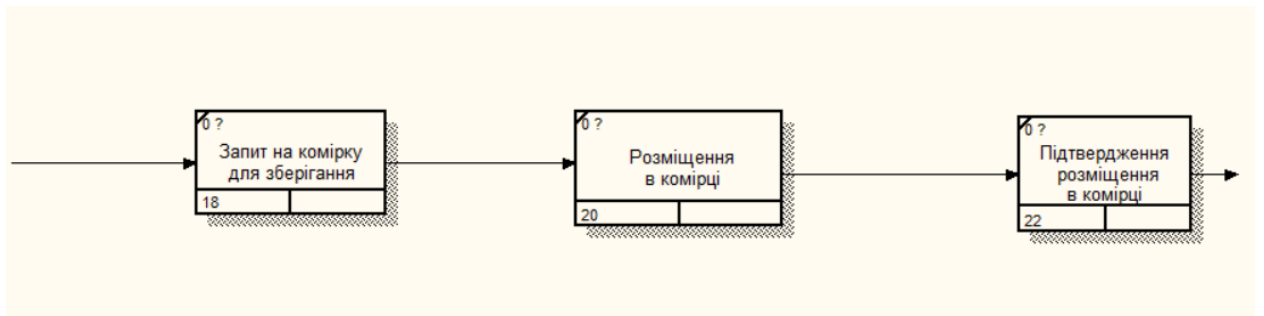 0 ?
Запит на комірку
для зберігання
18
0 ?
Розміщення
в комірці
20
0 ?
Підтвердження
розміщення
в комірці
22